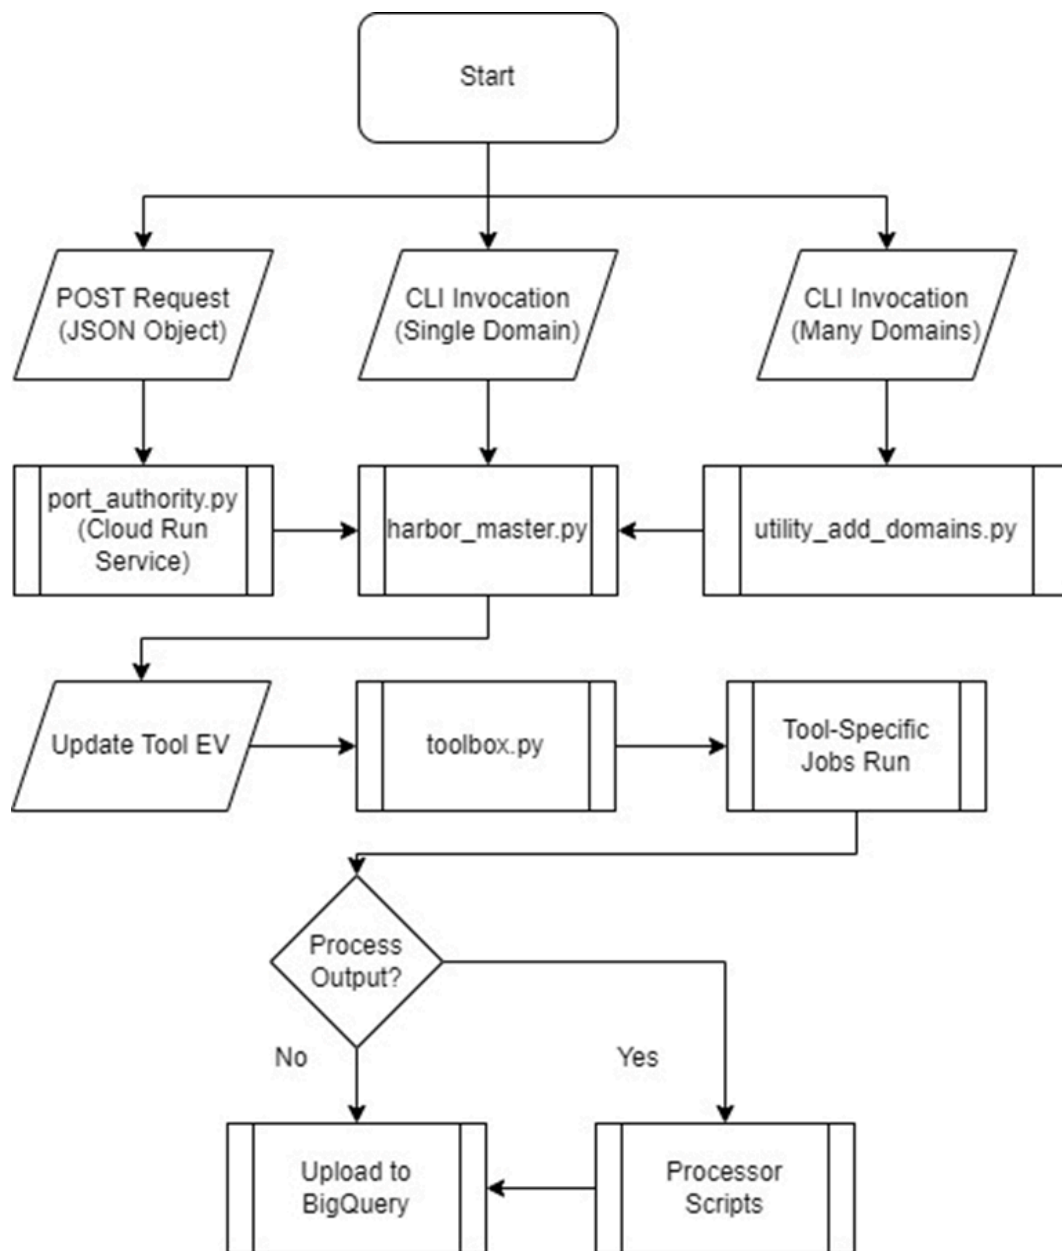 Start
POST Request
(JSON Object)
CLI Invocation
(Single Domain)
CLI Invocation
(Many Domains)
port_authority.py
(Cloud Run
Service)
harbor_master.py
utility_add_domains.py
Update Tool EV
toolbox.py
Tool-Specific
Jobs Run
Process
Output?
No
Yes
Upload to
BigQuery
Processor
Scripts